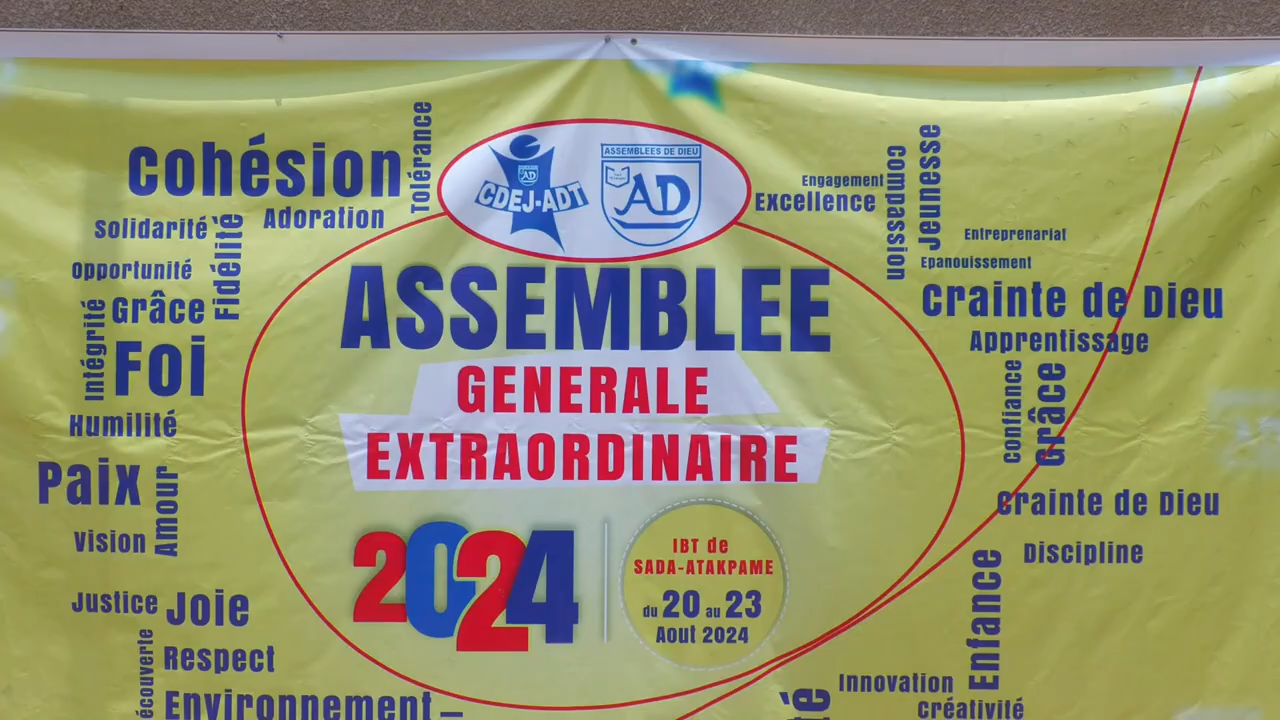 Cohésion
Tolérance
Solidarité
Fidélité
Adoration
Opportunité
Intégrité
Grâce
Foi
Humilité
Paix
Amour
Vision
Justice
Joie
Respect
Environnement
AD
CDEJ-ADT
ASSEMBLEES DE DIEU
AD
ASSEMBLEE
GENERALE
EXTRAORDINAIRE
2024
IBT de
SADA-ATAKPAME
du 20 au 23
Aout 2024
Engagement
Excellence
compassion
Jeunesse
Entreprenariat
Epanouissement
Crainte de Dieu
Apprentissage
confiance
Grâce
Crainte de Dieu
Discipline
Enfance
Innovation
créativité